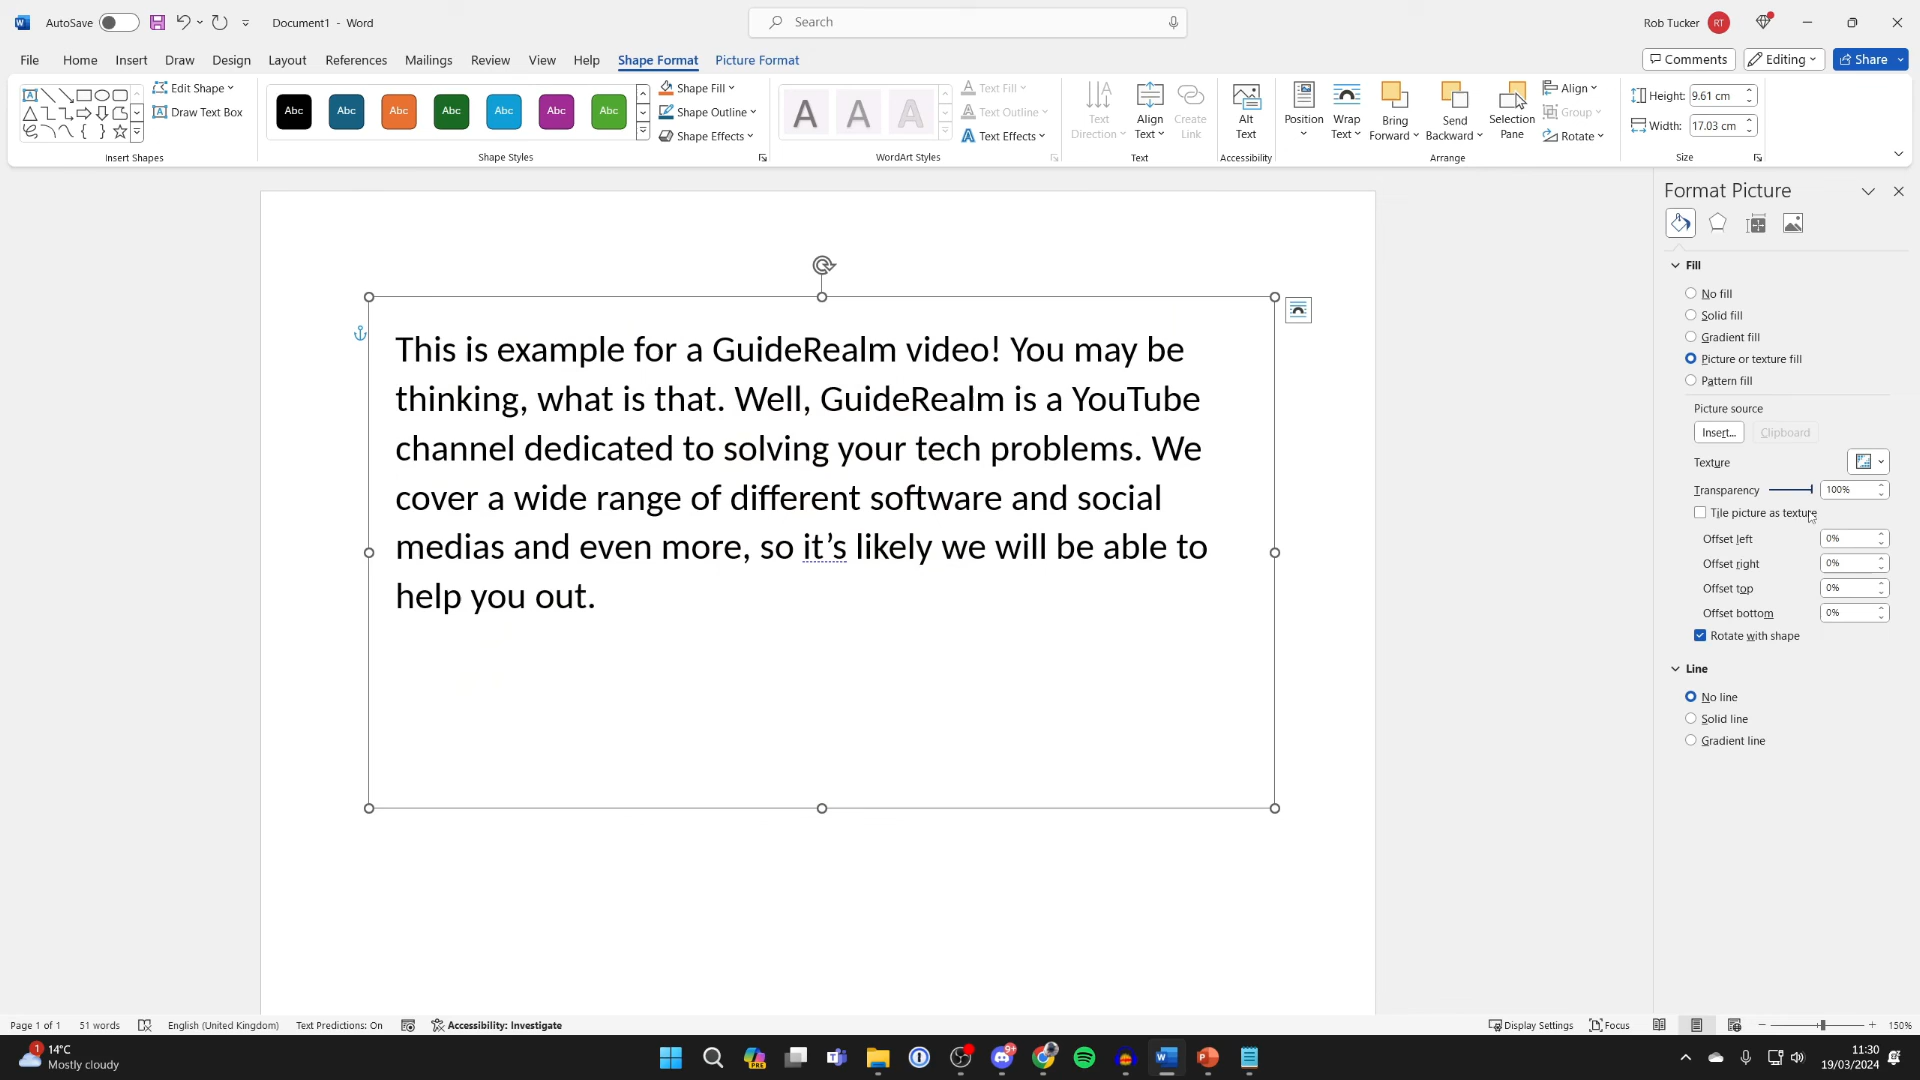 AutoSave
Document1 - Word
Search
Rob Tucker
RT
File
Home
Insert
Draw
Design
Layout
References
Mailings
Review
View
Help
Shape Format
Picture Format
Comments
Editing
Share
Edit Shape
Draw Text Box
Insert Shapes
Abc
Abc
Abc
Abc
Abc
Abc
Abc
Shape Fill
Shape Outline
Shape Effects
Shape Styles
A
A
A
Text Fill
Text Outline
Text Effects
WordArt Styles
Text Direction
Align Text
Create Link
Text
Alt Text
Accessibility
Position
Wrap Text
Bring Forward
Send Backward
Selection Pane
Align
Group
Rotate
Arrange
Height: 9.61 cm
Width: 17.03 cm
Size
This is example for a GuideRealm video! You may be
thinking, what is that. Well, GuideRealm is a YouTube
channel dedicated to solving your tech problems. We
cover a wide range of different software and social
medias and even more, so it’s likely we will be able to
help you out.
Format Picture
Fill
No fill
Solid fill
Gradient fill
Picture or texture fill
Pattern fill
Picture source
Insert...
Clipboard
Texture
Transparency 100%
Tile picture as texture
Offset left 0%
Offset right 0%
Offset top 0%
Offset bottom 0%
Rotate with shape
Line
No line
Solid line
Gradient line
Page 1 of 1
51 words
English (United Kingdom)
Text Predictions: On
Accessibility: Investigate
Display Settings
Focus
150%
1
14°C
Mostly cloudy
PRE
9+
11:30
19/03/2024